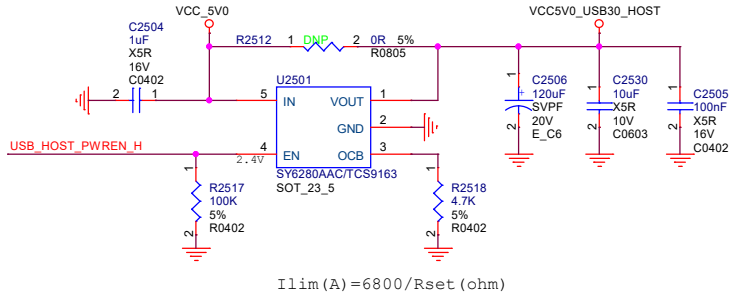 VCC_5V0
VCC5V0_USB30_HOST
C2504
1uF
X5R
16V
C0402
2
1
R2512
1
DNP
2
0R
5%
R0805
U2501
5
IN
VOUT
1
GND
2
USB_HOST_PWREN_H
4
2.4V
EN
OCB
3
SY6280AAC/TCS9163
SOT_23_5
1
R2517
100K
5%
R0402
2
1
R2518
4.7K
5%
R0402
2
1
+
C2506
120uF
SVPF
20V
E_C6
2
1
C2530
10uF
X5R
10V
C0603
2
1
C2505
100nF
X5R
16V
C0402
2
Ilim(A)=6800/Rset(ohm)